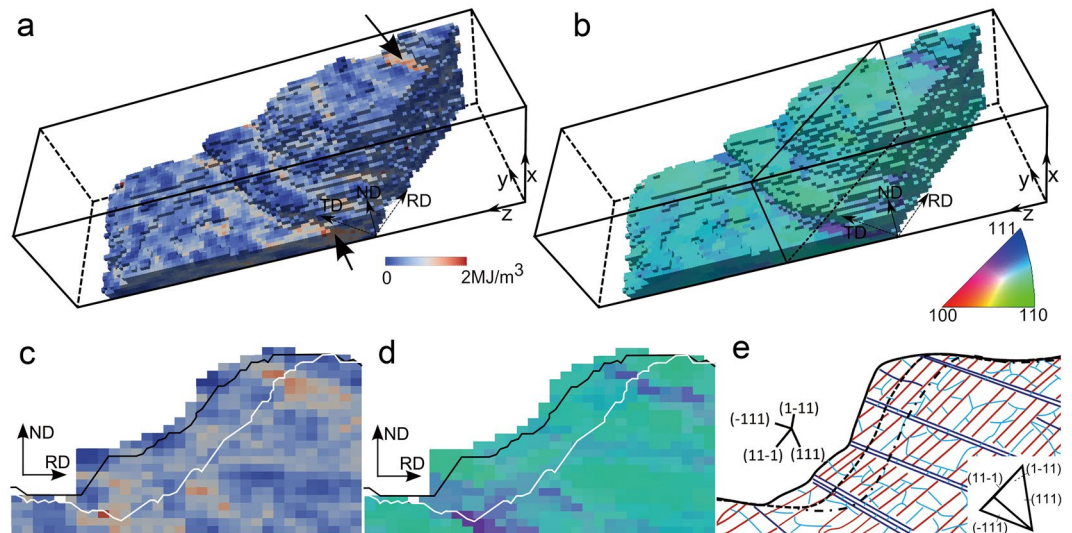 a
ND
TD
RD
y
x
z
0
2MJ/m³
b
ND
TD
RD
y
x
z
111
100
110
c
ND
RD
d
ND
RD
e
(1-11)
(-111)
(11-1) (111)
(1-11)
(11-1)
(111)
(-111)